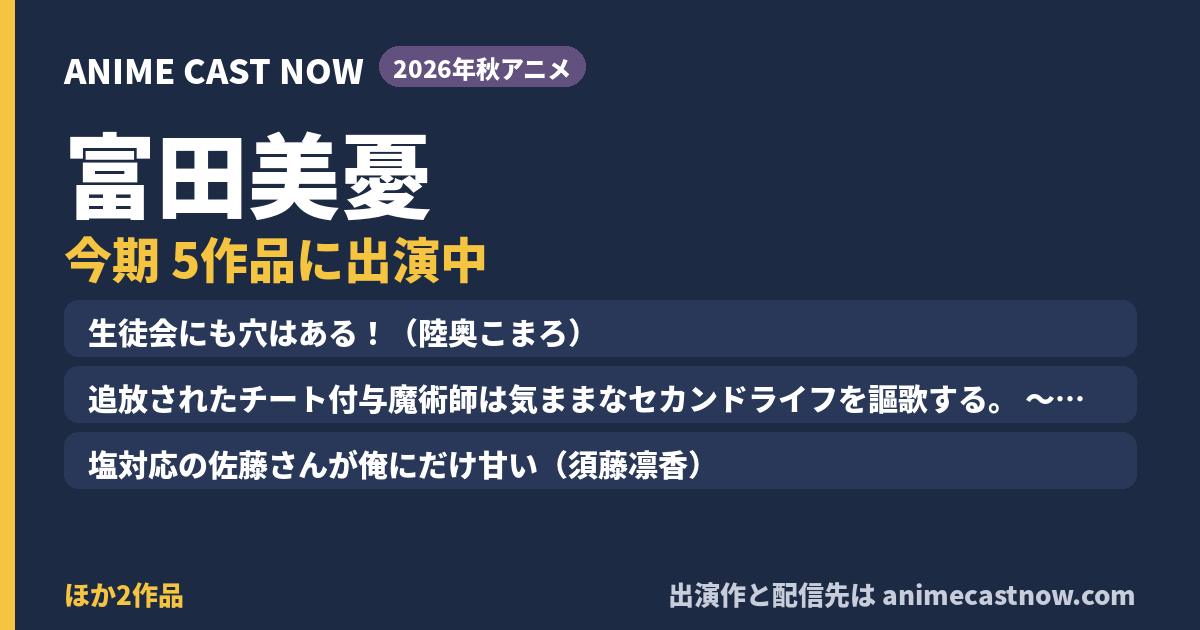 ANIME CAST NOW 2026年秋アニメ
富田美憂
今期 5作品に出演中
生徒会にも穴はある！（陸奥こまろ）
追放されたチート付与魔術師は気ままなセカンドライフを謳歌する。 ～…
塩対応の佐藤さんが俺にだけ甘い（須藤凛香）
ほか2作品
出演作と配信先は animecastnow.com